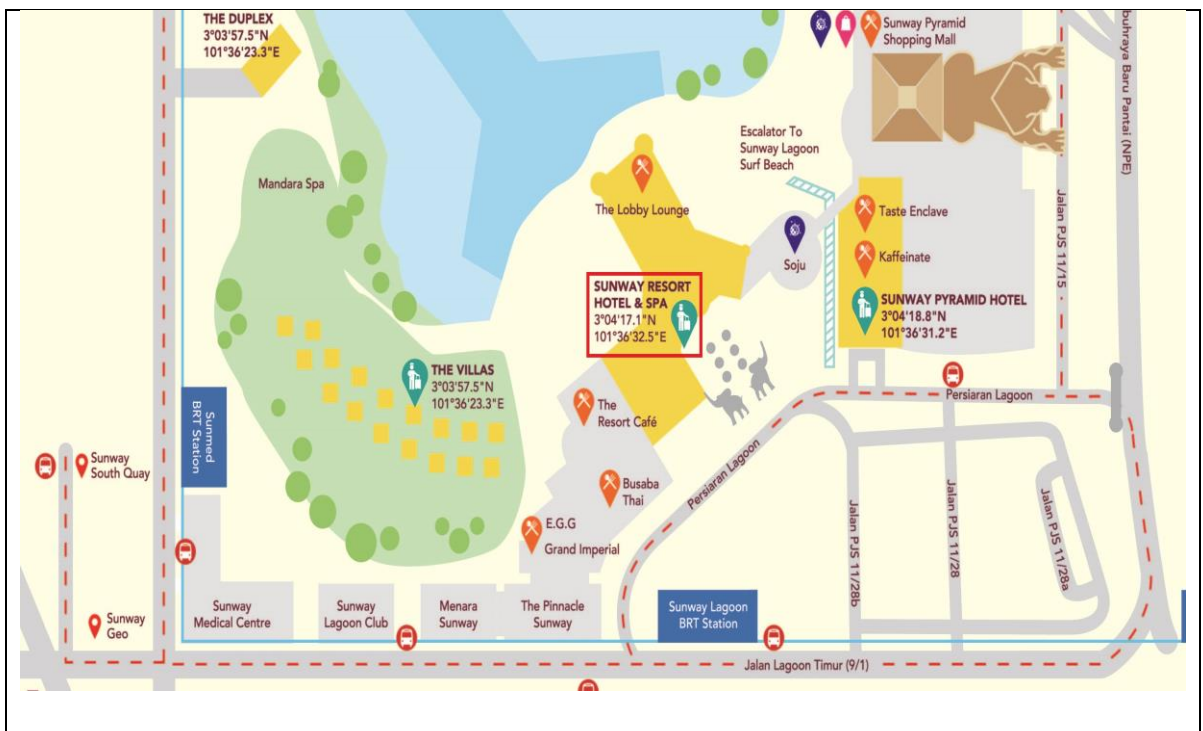 THE DUPLEX
3°03'57.5"N
101°36'23.3"E
Sunway Pyramid
Shopping Mall
buhraya Baru Pantai (NPE)
Escalator To
Sunway Lagoon
Surf Beach
Mandara Spa
Jalan PJS 11/15
The Lobby Lounge
Taste Enclave
Soju
Kaffeinate
SUNWAY RESORT
HOTEL & SPA
3°04'17.1"N
101°36'32.5"E
SUNWAY PYRAMID HOTEL
3°04'18.8"N
101°36'31.2"E
THE VILLAS
3°03'57.5"N
101°36'23.3"E
Persiaran Lagoon
The
Resort Café
Sunmed
BRT Station
Sunway
South Quay
Persiaran Lagoon
Busaba
Thai
E.G.G
Grand Imperial
Jalan PJS 11/28b
Jalan PJS 11/28
Jalan PJS 11/28a
Sunway
Geo
Sunway
Medical Centre
Sunway
Lagoon Club
Menara
Sunway
The Pinnacle
Sunway
Sunway Lagoon
BRT Station
Jalan Lagoon Timur (9/1)